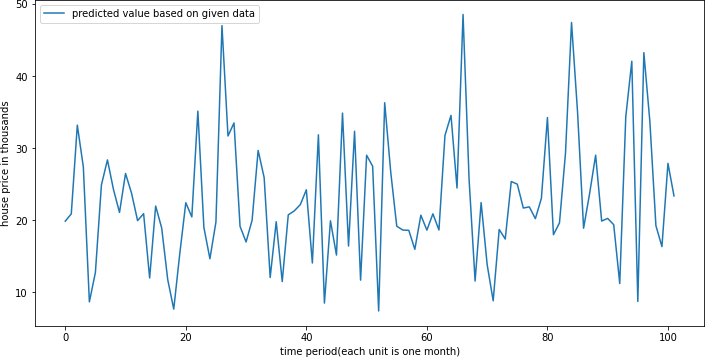 predicted value based on given data
house price in thousands
50
40
30
20
10
0 20 40 60 80 100
time period(each unit is one month)